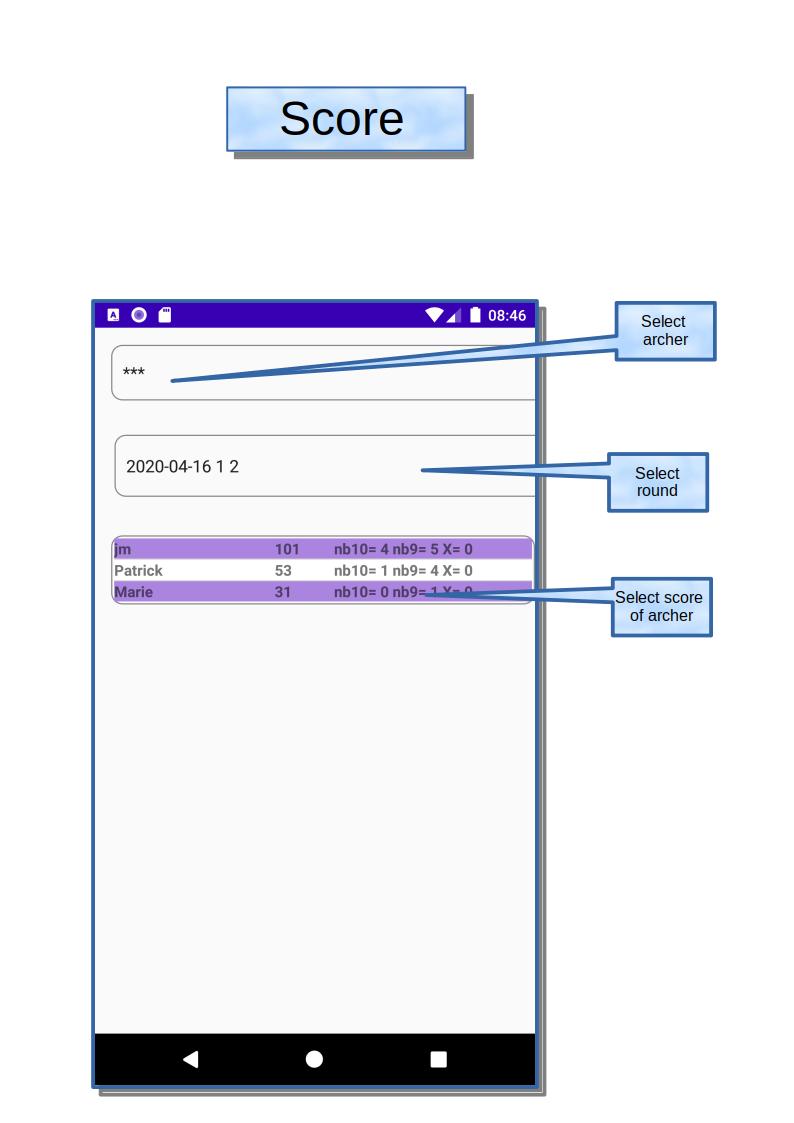 Score
08:46
Select
archer
***
2020-04-16 1 2
Select
round
jm 101 nb10= 4 nb9= 5 X= 0
Patrick 53 nb10= 1 nb9= 4 X= 0
Marie 31 nb10= 0 nb9= 1 X= 0
Select score
of archer